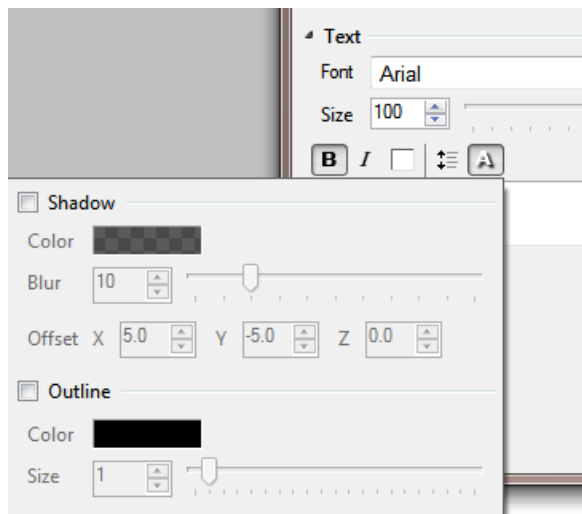 Text
Font Arial
Size 100
B I A
Shadow
Color
Blur 10
Offset X 5.0 Y -5.0 Z 0.0
Outline
Color
Size 1